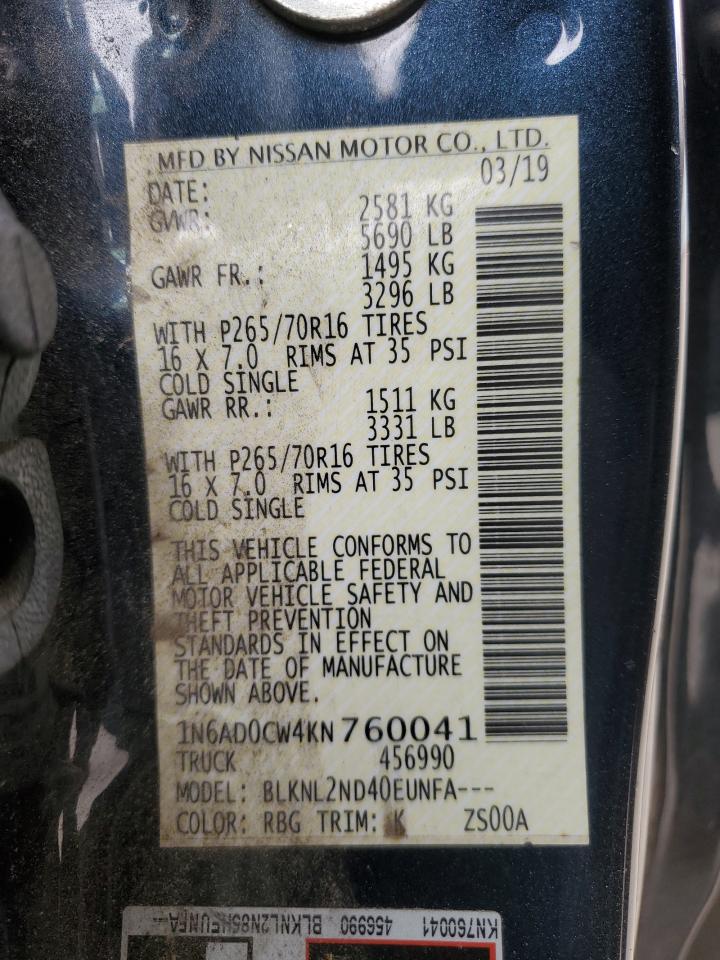 MFD BY NISSAN MOTOR CO., LTD.
DATE: 03/19
GVWR: 2581 KG
5690 LB
GAWR FR.: 1495 KG
3296 LB
WITH P265/70R16 TIRES
16 X 7.0 RIMS AT 35 PSI
COLD SINGLE
GAWR RR.: 1511 KG
3331 LB
WITH P265/70R16 TIRES
16 X 7.0 RIMS AT 35 PSI
COLD SINGLE
THIS VEHICLE CONFORMS TO
ALL APPLICABLE FEDERAL
MOTOR VEHICLE SAFETY AND
THEFT PREVENTION
STANDARDS IN EFFECT ON
THE DATE OF MANUFACTURE
SHOWN ABOVE.
1N6AD0CW4KN760041
TRUCK 456990
MODEL: BLKNL2ND40EUNFA---
COLOR: RBG TRIM: K ZS00A
KN760041 456990